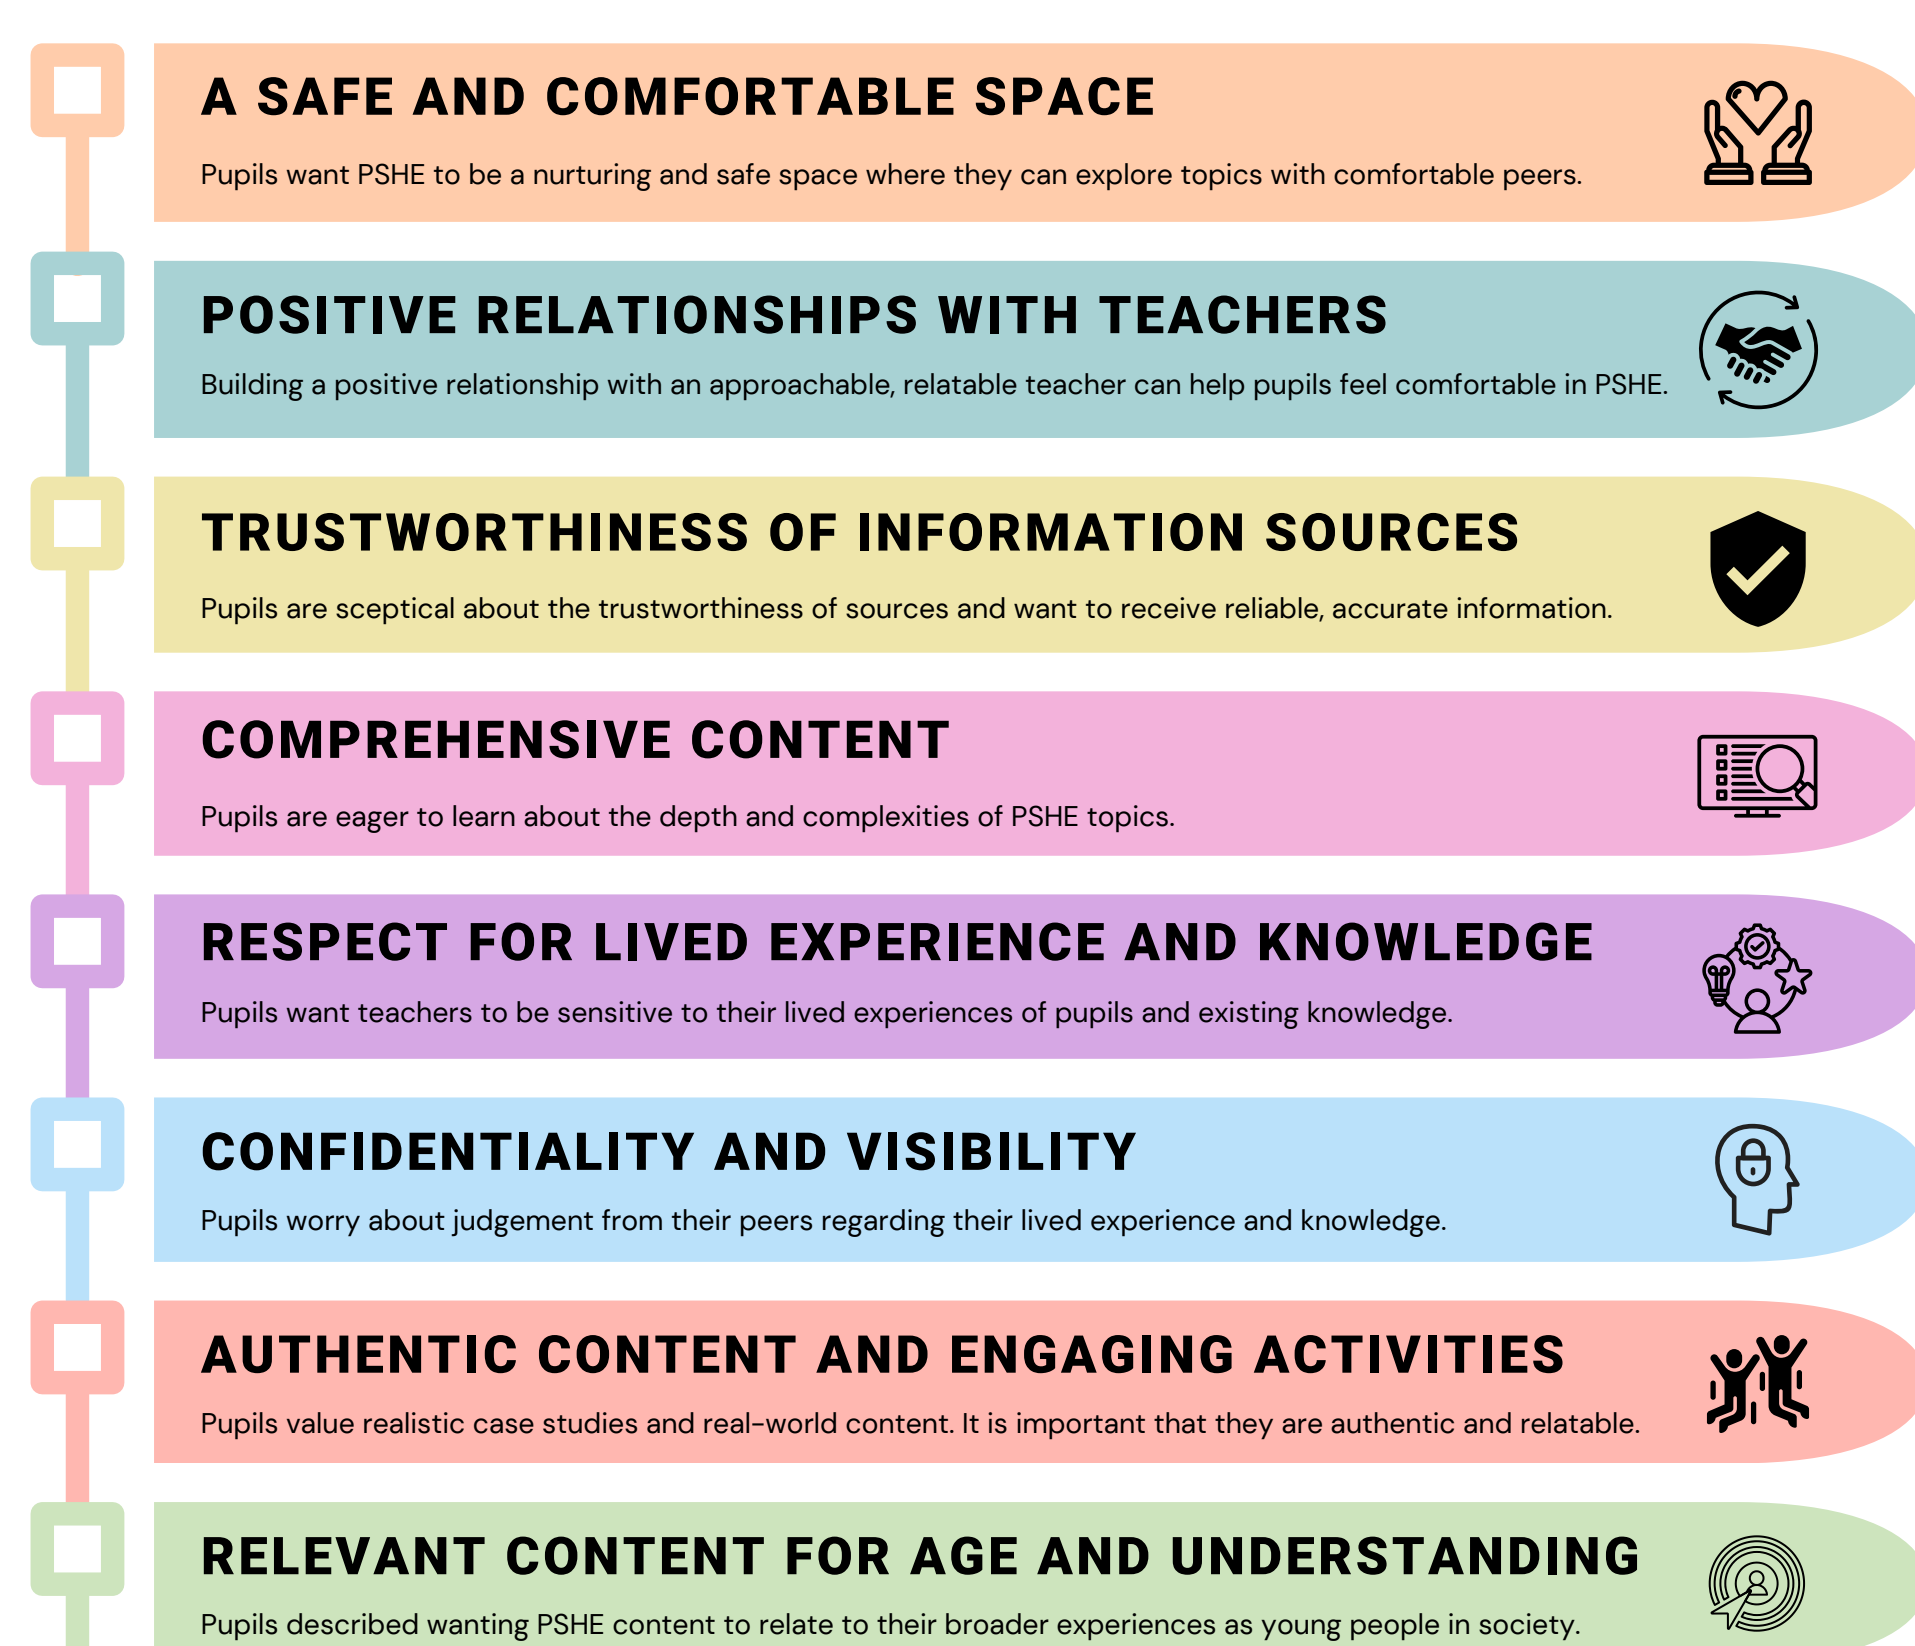 A SAFE AND COMFORTABLE SPACE
Pupils want PSHE to be a nurturing and safe space where they can explore topics with comfortable peers.
POSITIVE RELATIONSHIPS WITH TEACHERS
Building a positive relationship with an approachable, relatable teacher can help pupils feel comfortable in PSHE.
TRUSTWORTHINESS OF INFORMATION SOURCES
Pupils are sceptical about the trustworthiness of sources and want to receive reliable, accurate information.
COMPREHENSIVE CONTENT
Pupils are eager to learn about the depth and complexities of PSHE topics.
RESPECT FOR LIVED EXPERIENCE AND KNOWLEDGE
Pupils want teachers to be sensitive to their lived experiences of pupils and existing knowledge.
CONFIDENTIALITY AND VISIBILITY
Pupils worry about judgement from their peers regarding their lived experience and knowledge.
AUTHENTIC CONTENT AND ENGAGING ACTIVITIES
Pupils value realistic case studies and real-world content. It is important that they are authentic and relatable.
RELEVANT CONTENT FOR AGE AND UNDERSTANDING
Pupils described wanting PSHE content to relate to their broader experiences as young people in society.